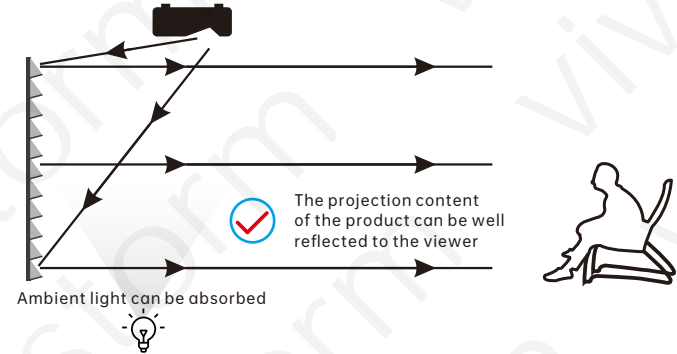 The projection content
of the product can be well
reflected to the viewer
Ambient light can be absorbed